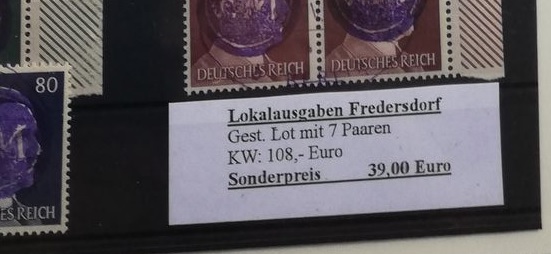 DEUTSCHES REICH DEUTSCHES REICH
80
Lokalausgaben Fredersdorf
Gest. Lot mit 7 Paaren
KW: 108,- Euro
Sonderpreis 39,00 Euro
ES REICH